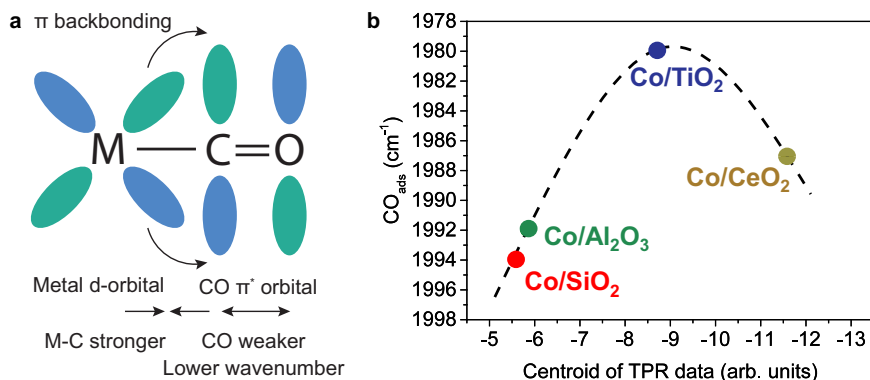 a
π backbonding
M
C
O
Metal d-orbital
CO π* orbital
M-C stronger
CO weaker
Lower wavenumber
b
CO_ads (cm⁻¹)
1978
1980
1982
1984
1986
1988
1990
1992
1994
1996
1998
Co/TiO₂
Co/CeO₂
Co/Al₂O₃
Co/SiO₂
-5 -6 -7 -8 -9 -10 -11 -12 -13
Centroid of TPR data (arb. units)